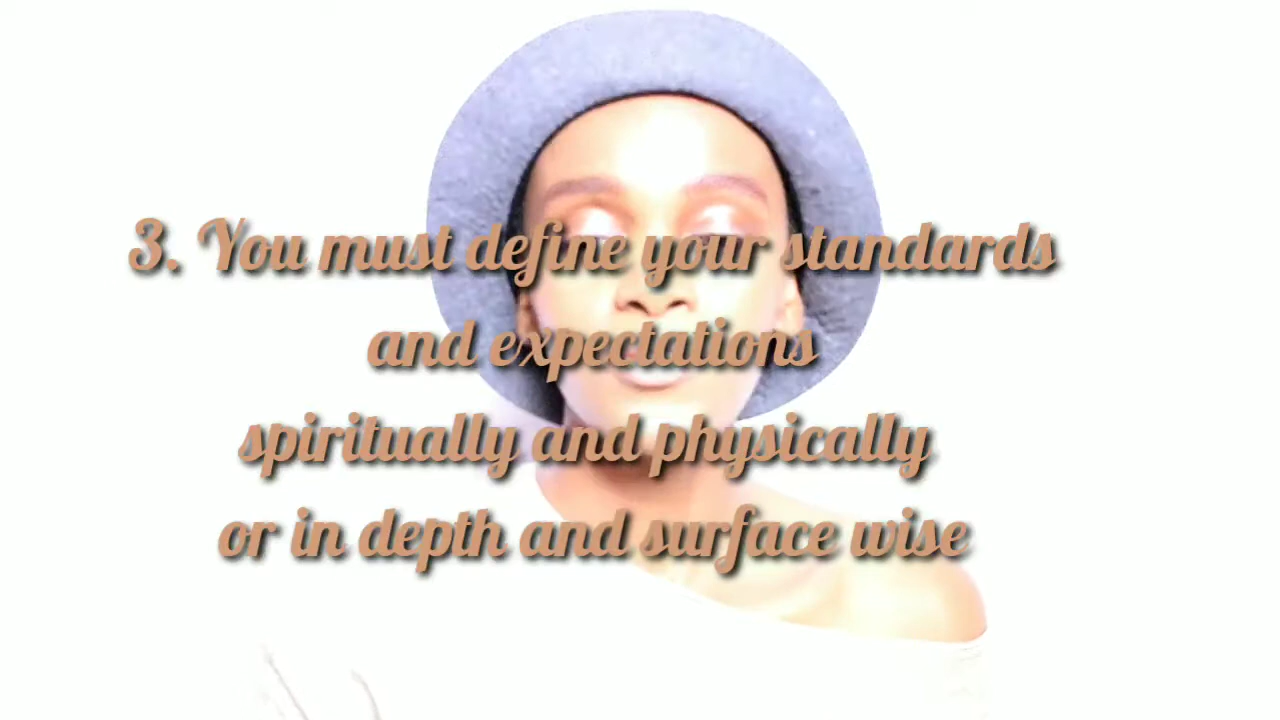 3. You must define your standards
and expectations
spiritually and physically
or in depth and surface wise